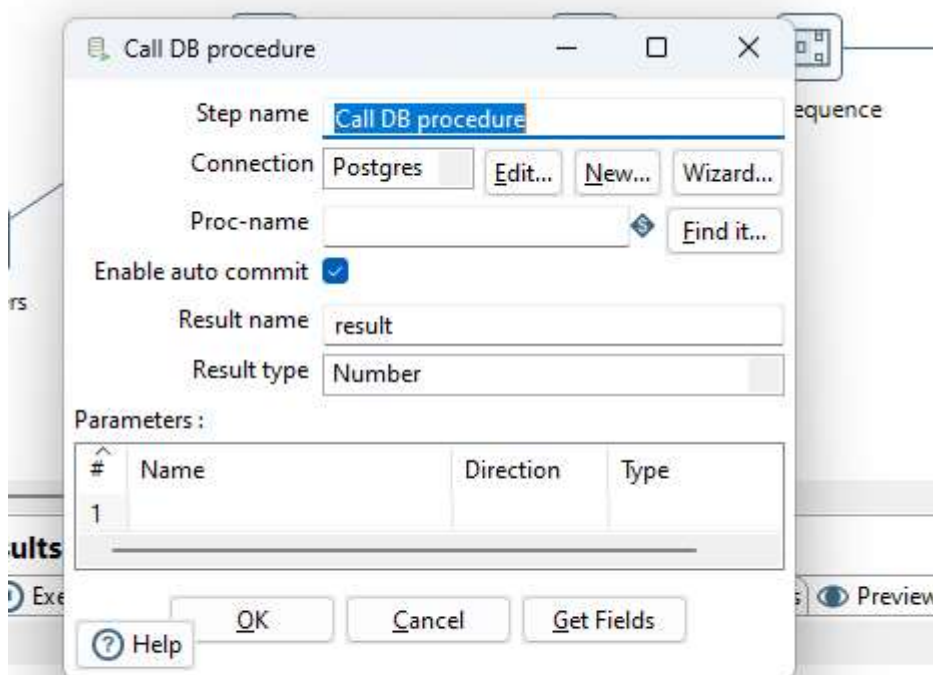 Call DB procedure
equence
Step name Call DB procedure
Connection Postgres Edit... New... Wizard...
Proc-name Find it...
Enable auto commit
rs
Result name result
Result type Number
Parameters :
# Name Direction Type
1
ults
Exe s Preview
OK Cancel Get Fields
Help